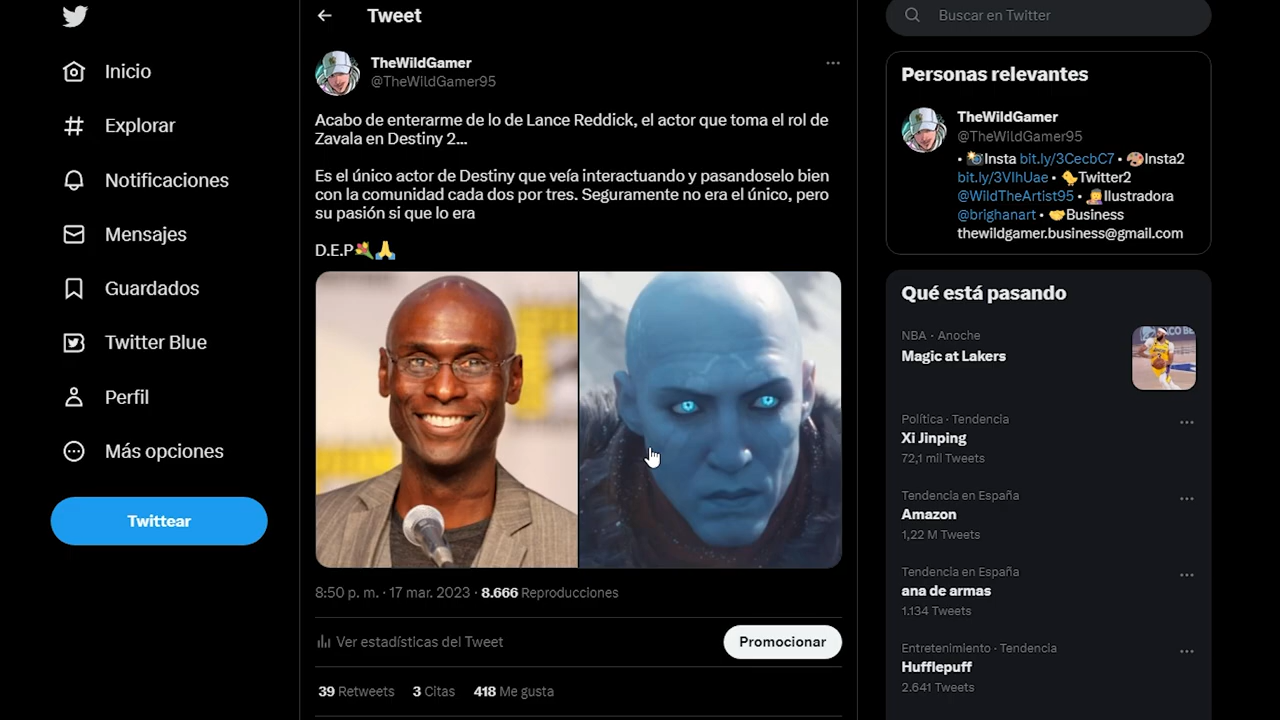 Inicio
Explorar
Notificaciones
Mensajes
Guardados
Twitter Blue
Perfil
Más opciones
Twittear
Tweet
TheWildGamer
@TheWildGamer95
Acabo de enterarme de lo de Lance Reddick, el actor que toma el rol de
Zavala en Destiny 2...
Es el único actor de Destiny que veía interactuando y pasandoselo bien
con la comunidad cada dos por tres. Seguramente no era el único, pero
su pasión si que lo era
D.E.P💐🙏
8:50 p. m. · 17 mar. 2023 · 8.666 Reproducciones
Ver estadísticas del Tweet
Promocionar
39 Retweets 3 Citas 418 Me gusta
Buscar en Twitter
Personas relevantes
TheWildGamer
@TheWIldGamer95
• 📸Insta bit.ly/3CecbC7 • 🎨Insta2
bit.ly/3VIhUae • 🐤Twitter2
@WildTheArtist95 • 👩‍🎨Ilustradora
@brighanart • 🤝Business
thewildgamer.business@gmail.com
Qué está pasando
NBA · Anoche
Magic at Lakers
Política · Tendencia
Xi Jinping
72,1 mil Tweets
Tendencia en España
Amazon
1,22 M Tweets
Tendencia en España
ana de armas
1.134 Tweets
Entretenimiento · Tendencia
Hufflepuff
2.641 Tweets